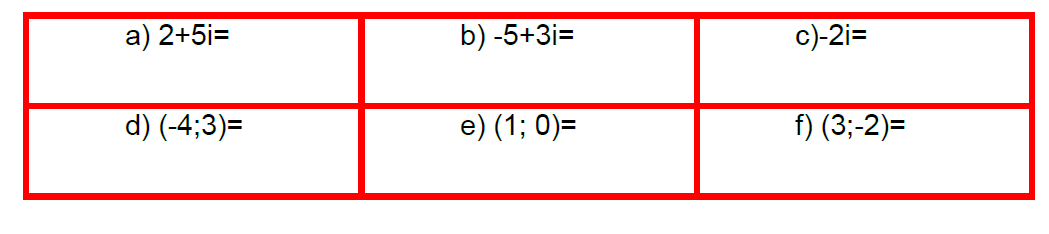 a) 2+5i=
b) -5+3i=
c)-2i=
d) (-4;3)=
e) (1; 0)=
f) (3;-2)=